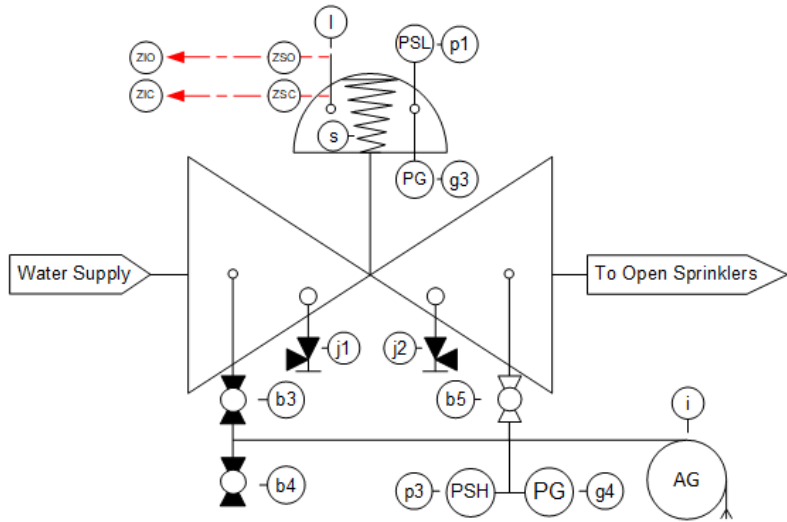 l
ZIO
ZSO
PSL
p1
ZIC
ZSC
s
PG
g3
Water Supply
To Open Sprinklers
j1
j2
b3
b5
i
b4
p3
PSH
PG
g4
AG